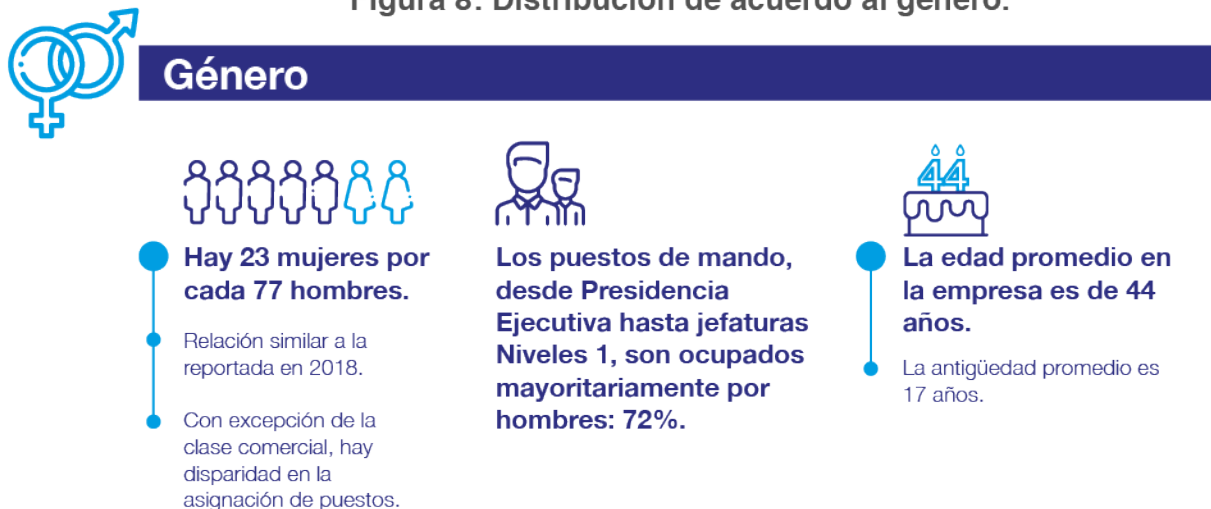 Figura 8: Distribución de acuerdo al género.
Género
Hay 23 mujeres por
cada 77 hombres.
Relación similar a la
reportada en 2018.
Con excepción de la
clase comercial, hay
disparidad en la
asignación de puestos.
Los puestos de mando,
desde Presidencia
Ejecutiva hasta jefaturas
Niveles 1, son ocupados
mayoritariamente por
hombres: 72%.
44
La edad promedio en
la empresa es de 44
años.
La antigüedad promedio es
17 años.